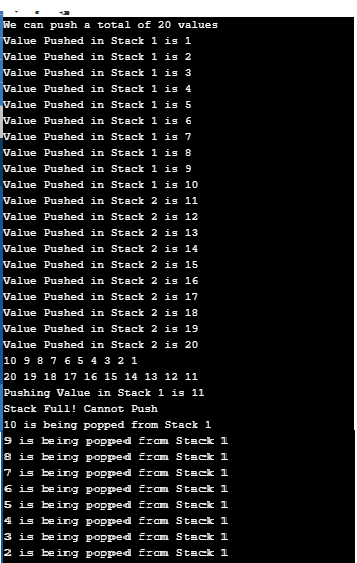 We can push a total of 20 values
Value Pushed in Stack 1 is 1
Value Pushed in Stack 1 is 2
Value Pushed in Stack 1 is 3
Value Pushed in Stack 1 is 4
Value Pushed in Stack 1 is 5
Value Pushed in Stack 1 is 6
Value Pushed in Stack 1 is 7
Value Pushed in Stack 1 is 8
Value Pushed in Stack 1 is 9
Value Pushed in Stack 1 is 10
Value Pushed in Stack 2 is 11
Value Pushed in Stack 2 is 12
Value Pushed in Stack 2 is 13
Value Pushed in Stack 2 is 14
Value Pushed in Stack 2 is 15
Value Pushed in Stack 2 is 16
Value Pushed in Stack 2 is 17
Value Pushed in Stack 2 is 18
Value Pushed in Stack 2 is 19
Value Pushed in Stack 2 is 20
10 9 8 7 6 5 4 3 2 1
20 19 18 17 16 15 14 13 12 11
Pushing Value in Stack 1 is 11
Stack Full! Cannot Push
10 is being popped from Stack 1
9 is being popped from Stack 1
8 is being popped from Stack 1
7 is being popped from Stack 1
6 is being popped from Stack 1
5 is being popped from Stack 1
4 is being popped from Stack 1
3 is being popped from Stack 1
2 is being popped from Stack 1